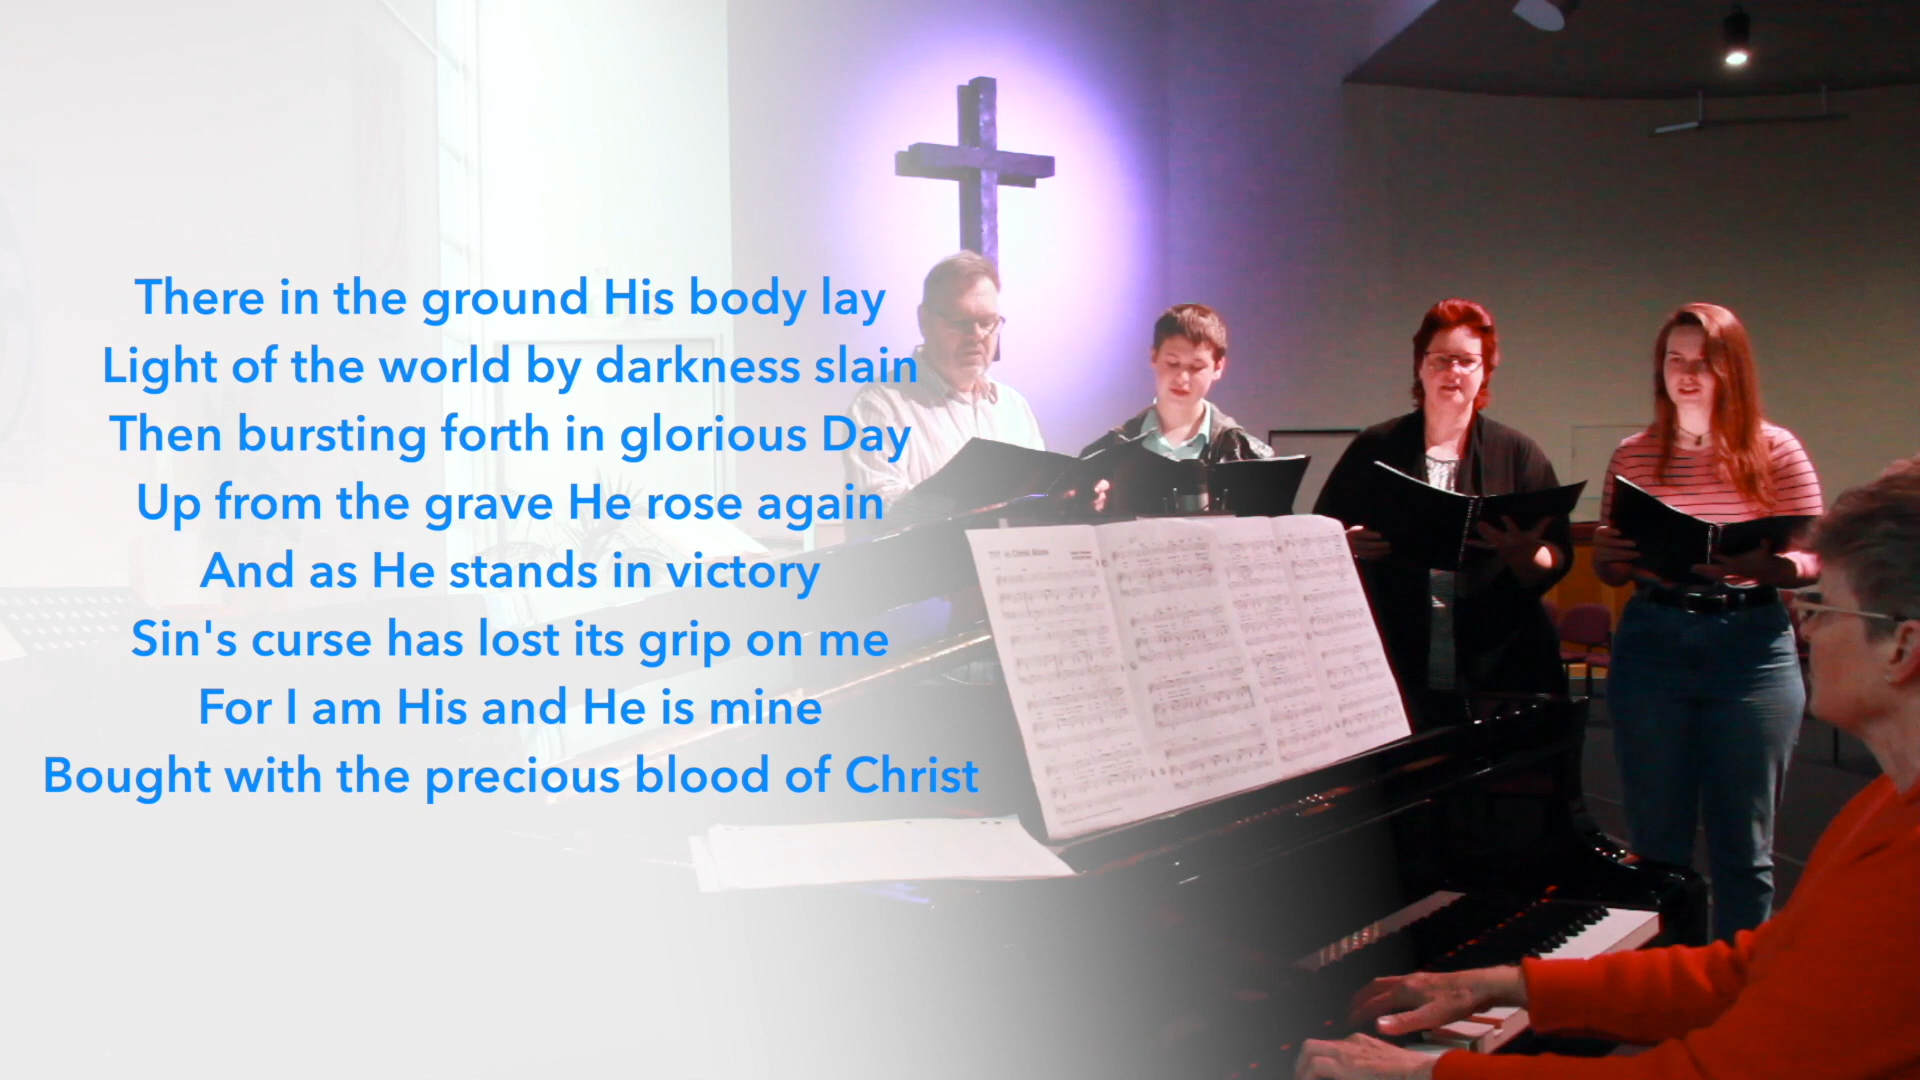 There in the ground His body lay
Light of the world by darkness slain
Then bursting forth in glorious Day
Up from the grave He rose again
And as He stands in victory
Sin's curse has lost its grip on me
For I am His and He is mine
Bought with the precious blood of Christ